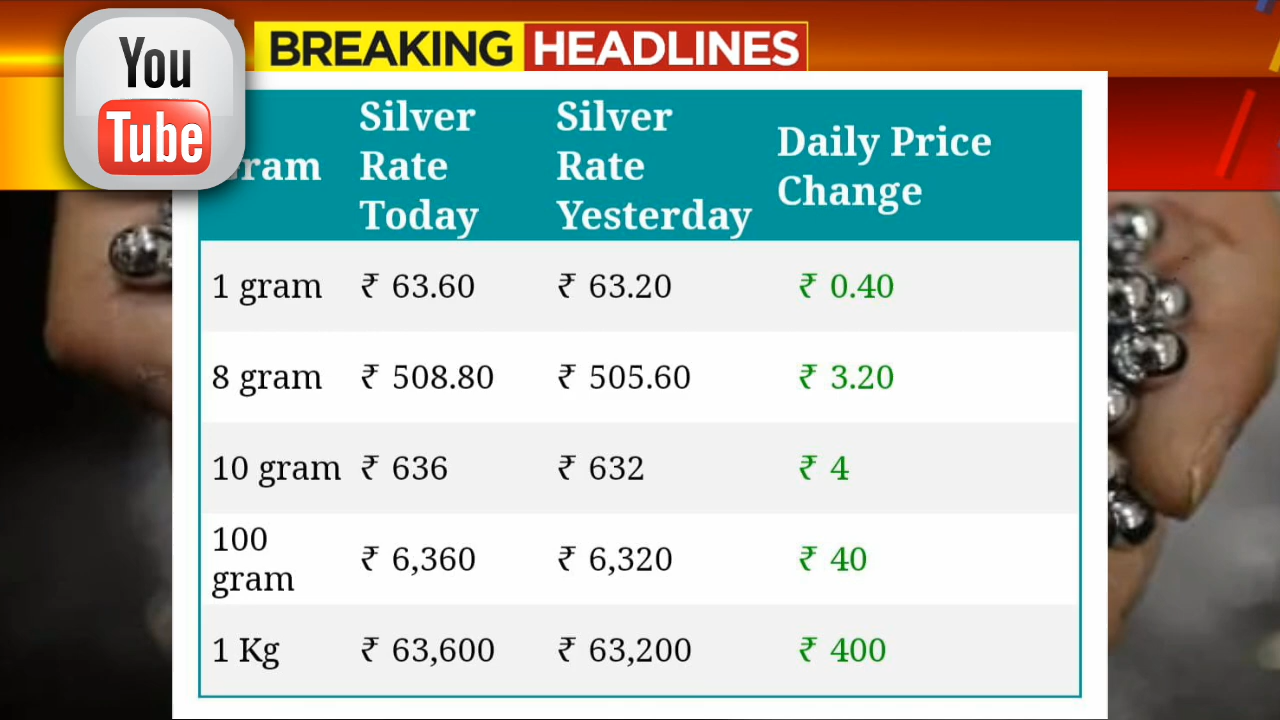 You
Tube
BREAKING HEADLINES
Silver Rate Today
Silver Rate Yesterday
Daily Price Change
1 gram ₹ 63.60 ₹ 63.20 ₹ 0.40
8 gram ₹ 508.80 ₹ 505.60 ₹ 3.20
10 gram ₹ 636 ₹ 632 ₹ 4
100 gram ₹ 6,360 ₹ 6,320 ₹ 40
1 Kg ₹ 63,600 ₹ 63,200 ₹ 400